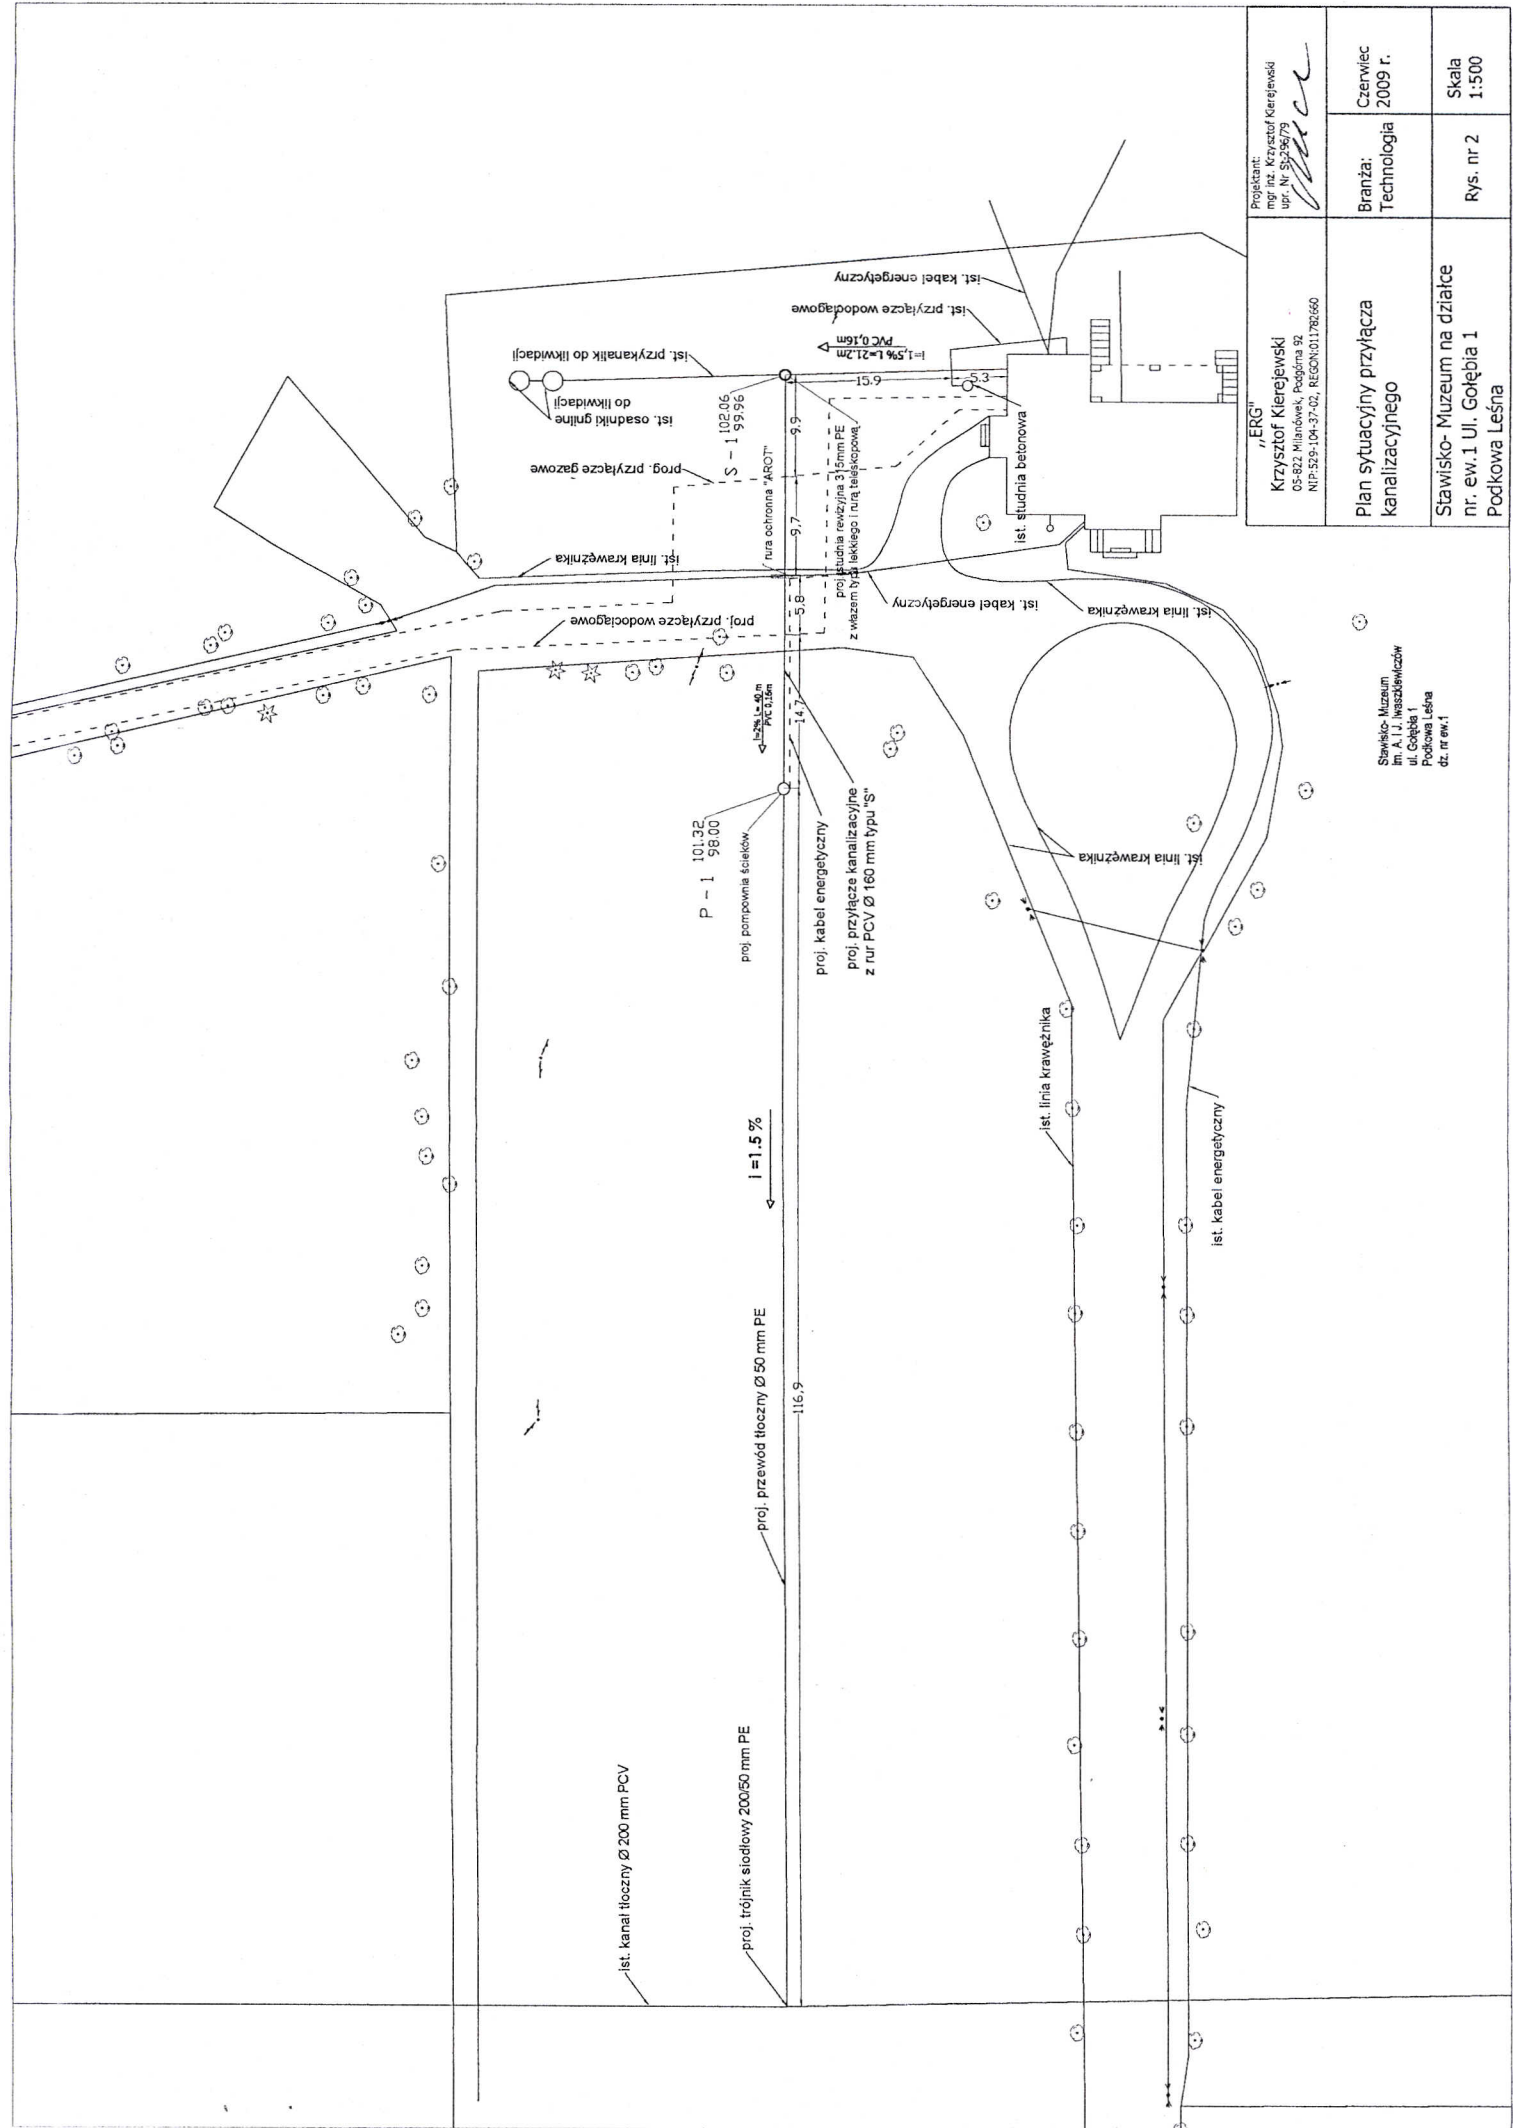 ist. kanał tłoczny Ø 200 mm PCV
proj. trójnik siodłowy 200/50 mm PE
proj. przewód tłoczny Ø 50 mm PE
116,9
I =1.5 %
P - 1 101.32
98.00
proj. pompownia ścieków
proj. kabel energetyczny
proj. przyłącze kanalizacyjne
z rur PCV Ø 160 mm typu "S"
i=2% L= 40 m
PVC 0,16m
14,7
5,8
9,7
9,9
proj. przyłącze wodociągowe
ist. linia krawężnika
prog. przyłącze gazowe
ist. osadniki gnilne
do likwidacji
ist. przykanalik do likwidacji
S - 1 102.06
99.96
rura ochronna "AROT"
proj. studnia rewizyjna 315mm PE
z włazem typu lekkiego i rurą teleskopową
15.9
5.3
i=1,5% L=21.2m
PVC 0,16m
ist. przyłącze wodociągowe
ist. kabel energetyczny
ist. studnia betonowa
ist. kabel energetyczny
ist. linia krawężnika
ist. linia krawężnika
ist. linia krawężnika
ist. kabel energetyczny
Stawisko- Muzeum
im. A. I J. Iwaszkiewiczów
ul. Gołębia 1
Podkowa Leśna
dz. nr ew.1
„ERG"
Krzysztof Kierejewski
05-822 Milanówek, Podgórna 92
NIP:529-104-37-02, REGON:011782660
Projektant:
mgr inż. Krzysztof Kierejewski
upr. Nr St-296/79
Plan sytuacyjny przyłącza
kanalizacyjnego
Branża:
Technologia
Czerwiec
2009 r.
Stawisko- Muzeum na działce
nr. ew.1 Ul. Gołębia 1
Podkowa Leśna
Rys. nr 2
Skala
1:500